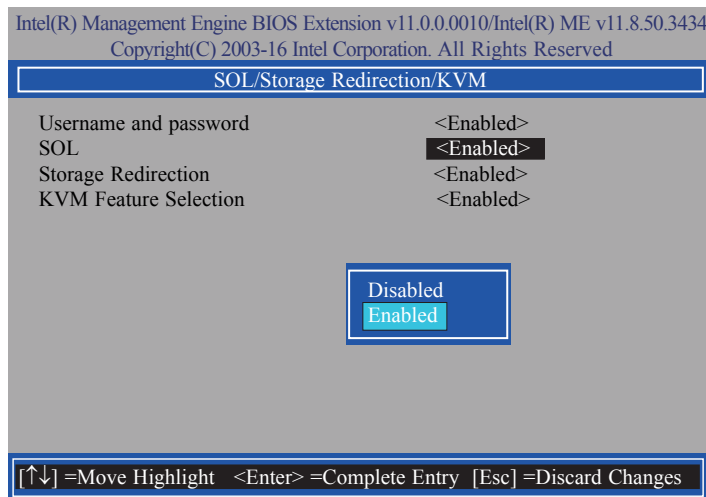 Intel(R) Management Engine BIOS Extension v11.0.0.0010/Intel(R) ME v11.8.50.3434
Copyright(C) 2003-16 Intel Corporation. All Rights Reserved
SOL/Storage Redirection/KVM
Username and password <Enabled>
SOL <Enabled>
Storage Redirection <Enabled>
KVM Feature Selection <Enabled>
Disabled
Enabled
[↑↓] =Move Highlight <Enter> =Complete Entry [Esc] =Discard Changes